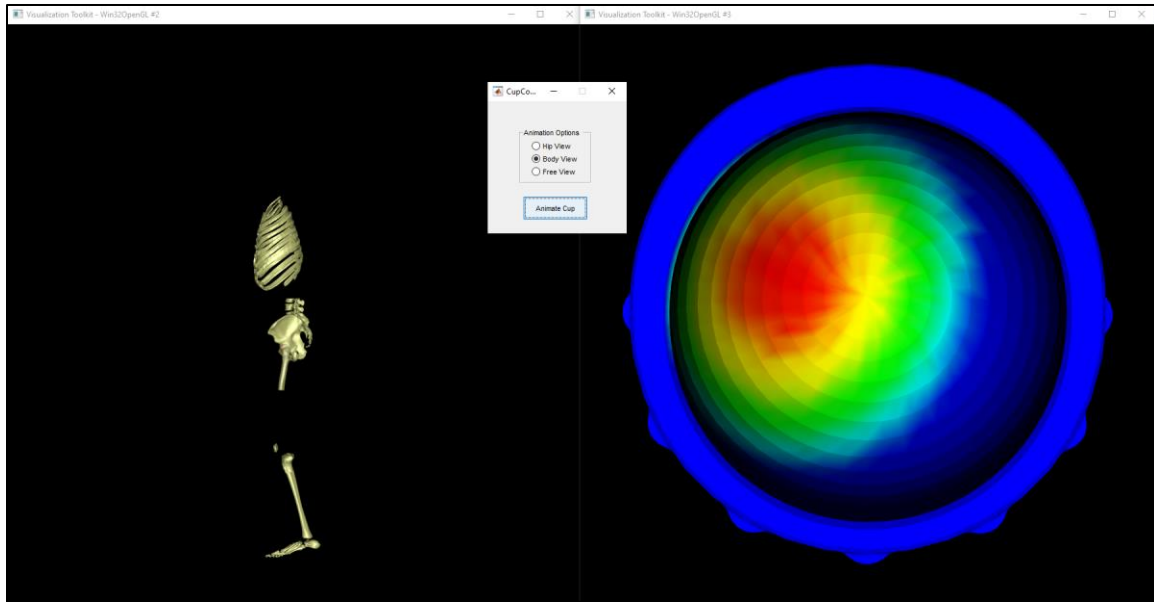 Visualization Toolkit - Win32OpenGL #2
Visualization Toolkit - Win32OpenGL #3
CupCo...
Animation Options
Hip View
Body View
Free View
Animate Cup